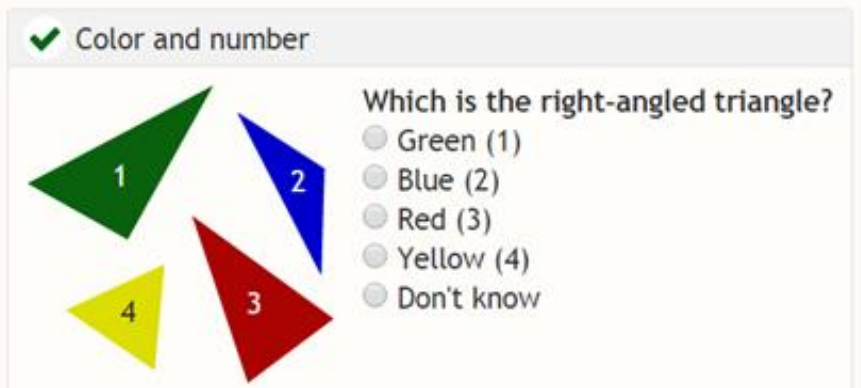 Color and number
Which is the right-angled triangle?
Green (1)
Blue (2)
Red (3)
Yellow (4)
Don't know
1
2
3
4